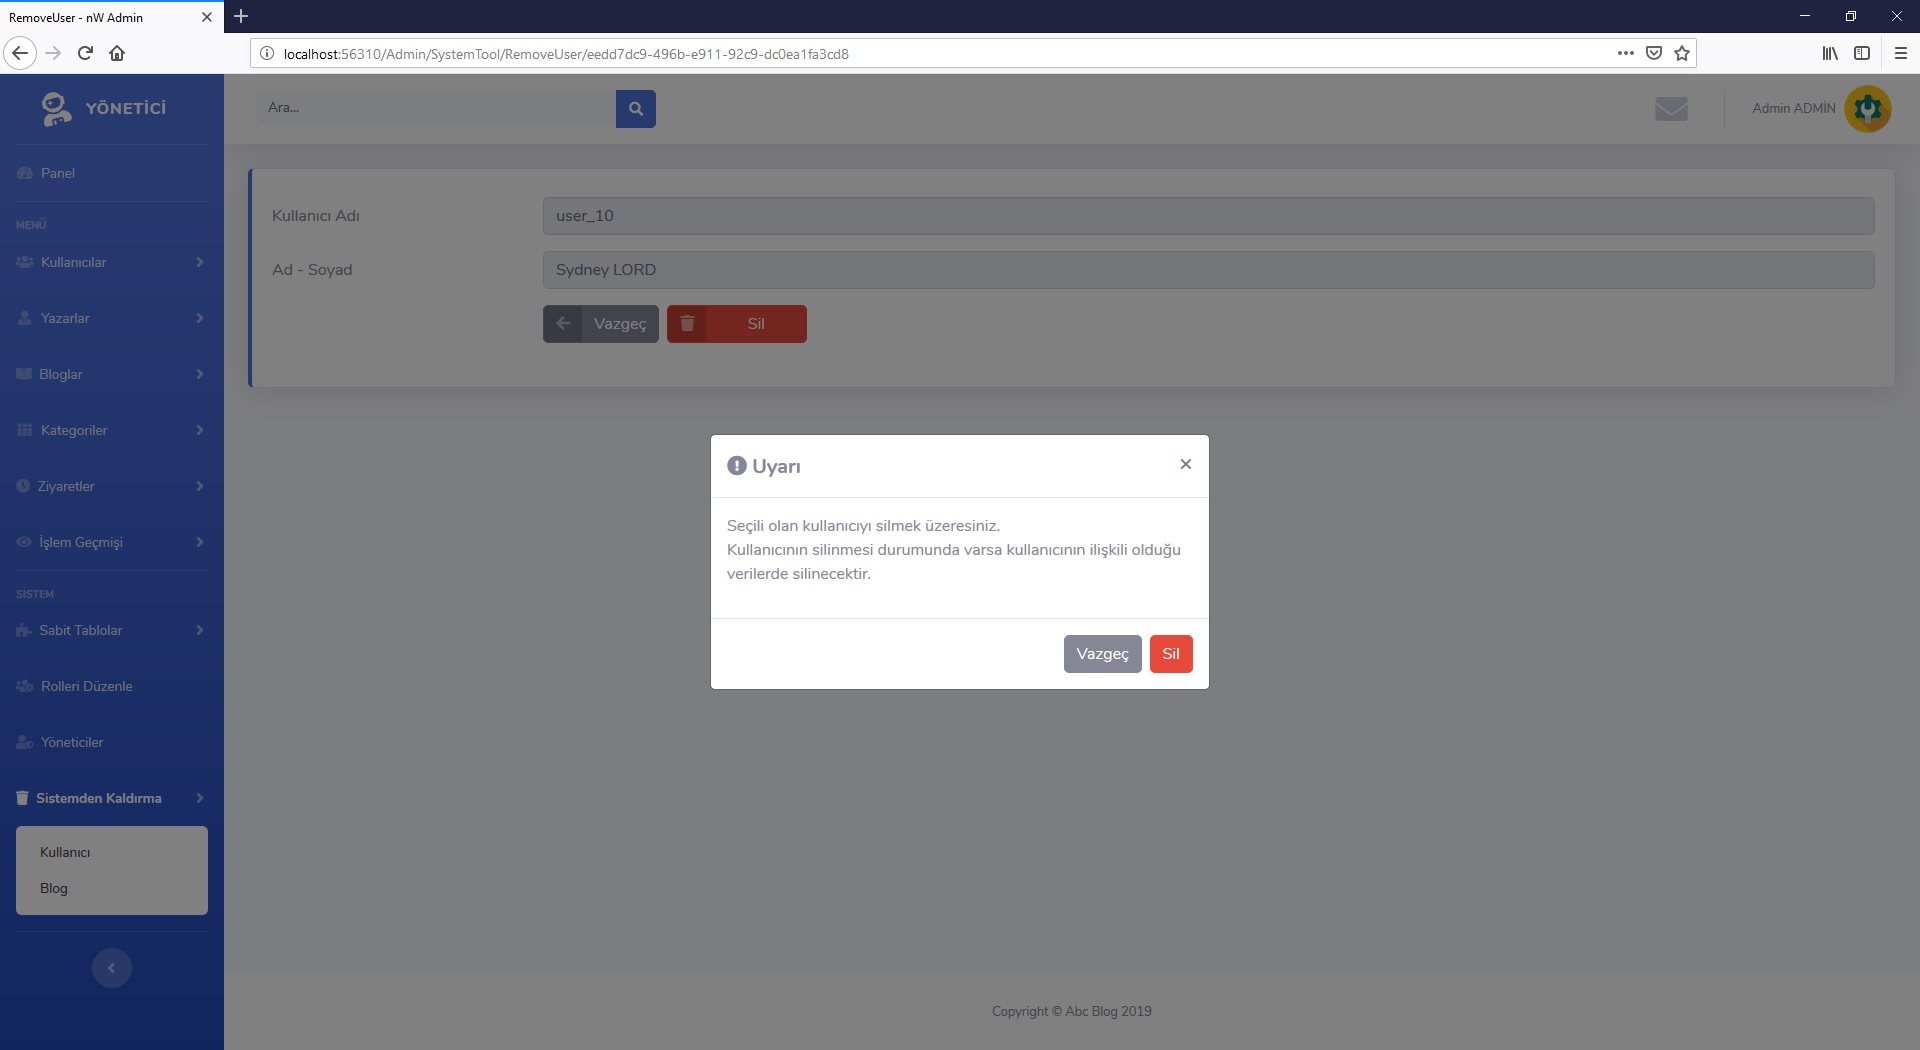 RemoveUser - nW Admin
localhost:56310/Admin/SystemTool/RemoveUser/eedd7dc9-496b-e911-92c9-dc0ea1fa3cd8
YÖNETİCİ
Ara...
Admin ADMİN
Panel
MENÜ
Kullanıcılar
Yazarlar
Bloglar
Kategoriler
Ziyaretler
İşlem Geçmişi
SİSTEM
Sabit Tablolar
Rolleri Düzenle
Yöneticiler
Sistemden Kaldırma
Kullanıcı
Blog
Kullanıcı Adı
user_10
Ad - Soyad
Sydney LORD
Vazgeç
Sil
Uyarı
Seçili olan kullanıcıyı silmek üzeresiniz.
Kullanıcının silinmesi durumunda varsa kullanıcının ilişkili olduğu
verilerde silinecektir.
Vazgeç
Sil
Copyright © Abc Blog 2019